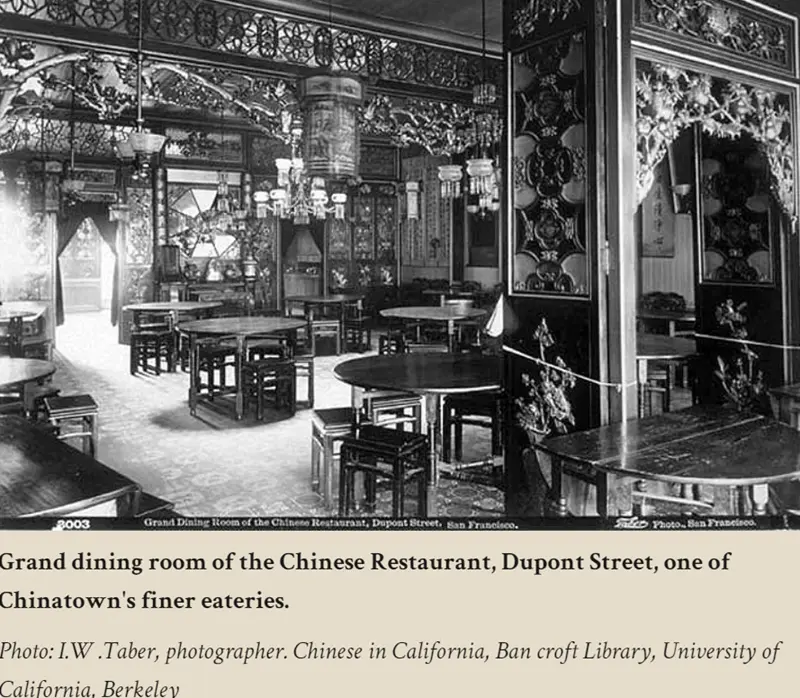 3003
Grand Dining Room of the Chinese Restaurant, Dupont Street, San Francisco.
Taber Photo., San Francisco.
Grand dining room of the Chinese Restaurant, Dupont Street, one of
Chinatown's finer eateries.
Photo: I.W .Taber, photographer. Chinese in California, Ban croft Library, University of
California, Berkeley